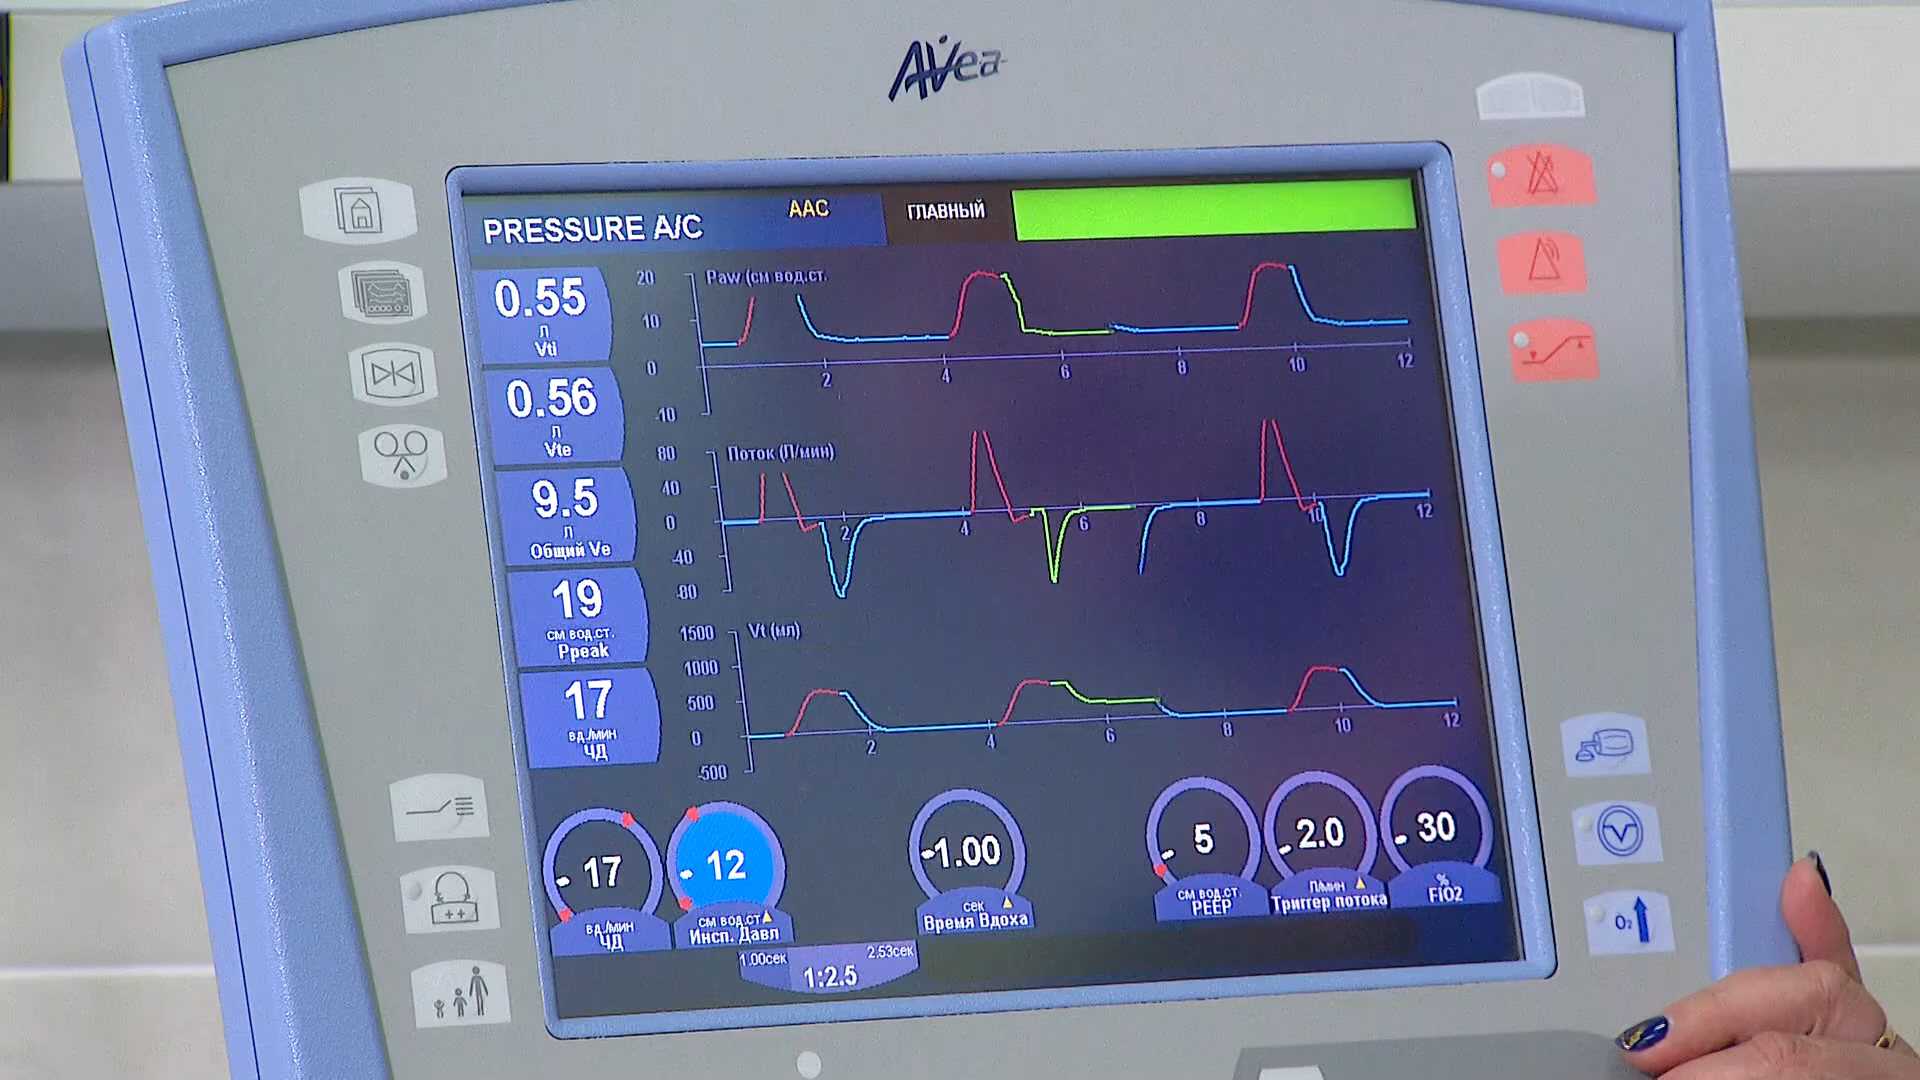 AVea
PRESSURE A/C
AAC
ГЛАВНЫЙ
0.55
л
Vti
0.56
л
Vte
9.5
л
Общий Ve
19
см вод.ст.
Ppeak
17
вд./мин
ЧД
20
Paw (см вод.ст.
10
0
2 4 6 8 10 12
-10
80
Поток (Л/мин)
40
0
2 4 6 8 10 12
-40
-80
1500
Vt (мл)
1000
500
0
2 4 6 8 10 12
-500
17
вд./мин
ЧД
12
см вод.ст
Инсп. Давл
1.00
сек
Время Вдоха
5
см вод.ст.
PEEP
2.0
Л/мин
Триггер потока
30
%
FiO2
1.00сек
2.53сек
1:2.5
O2